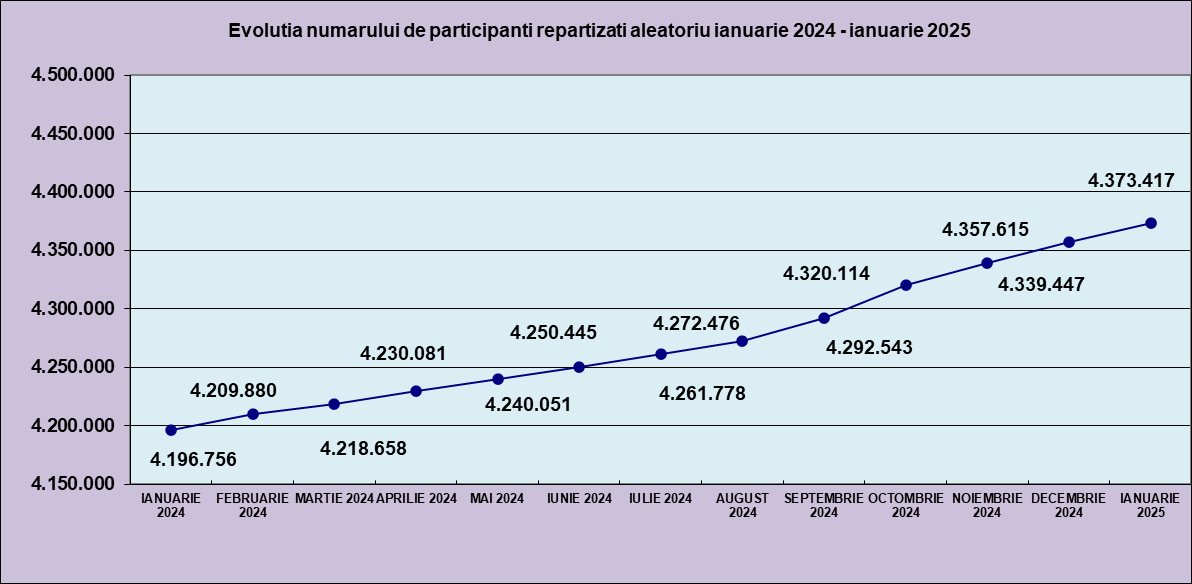 Evolutia numarului de participanti repartizati aleatoriu ianuarie 2024 - ianuarie 2025
4.500.000
4.450.000
4.400.000
4.350.000
4.300.000
4.250.000
4.200.000
4.150.000
4.196.756
4.209.880
4.218.658
4.230.081
4.240.051
4.250.445
4.261.778
4.272.476
4.292.543
4.320.114
4.339.447
4.357.615
4.373.417
IANUARIE
2024
FEBRUARIE
2024
MARTIE 2024
APRILIE 2024
MAI 2024
IUNIE 2024
IULIE 2024
AUGUST
2024
SEPTEMBRIE
2024
OCTOMBRIE
2024
NOIEMBRIE
2024
DECEMBRIE
2024
IANUARIE
2025